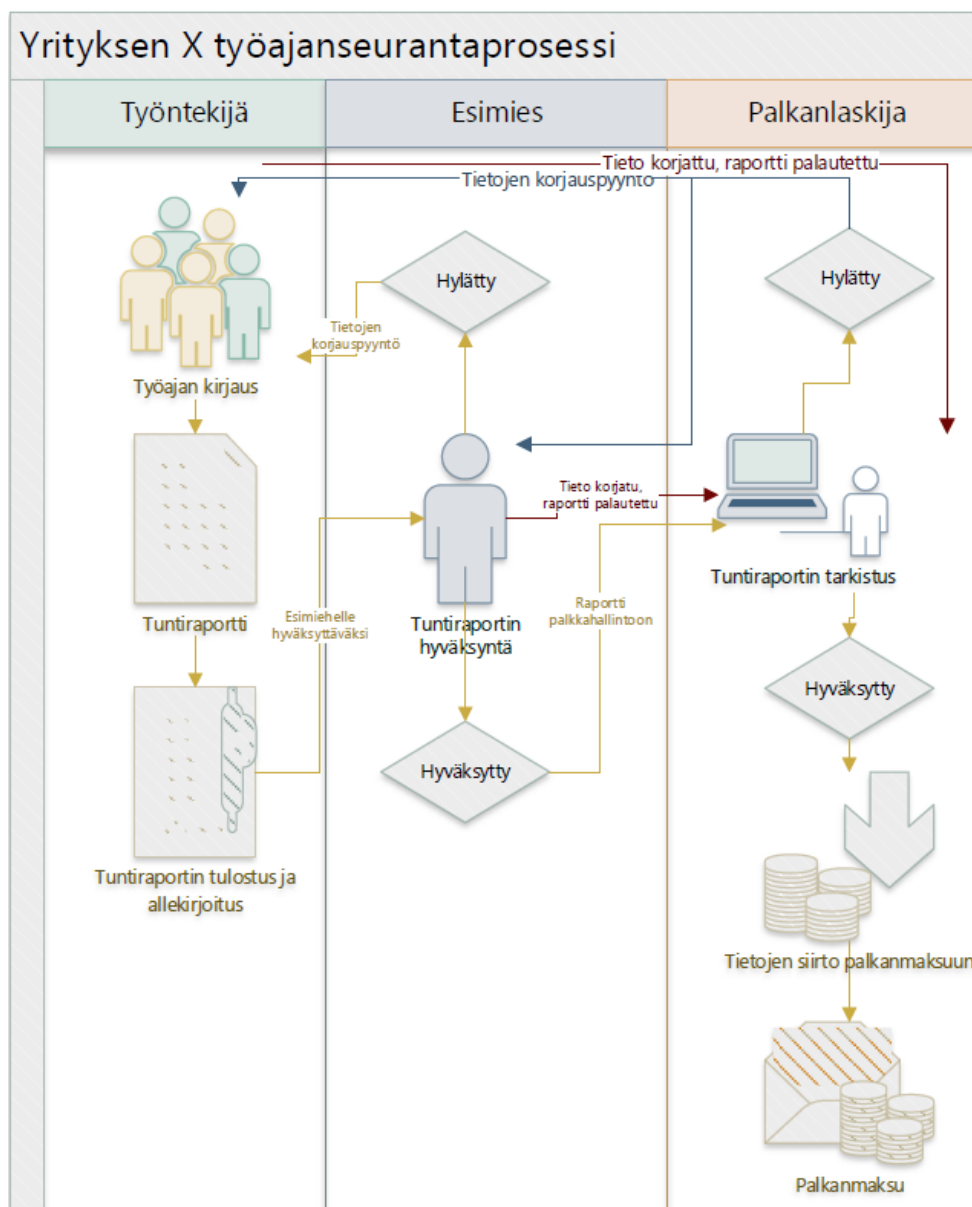 Yrityksen X työajanseurantaprosessi
Työntekijä
Esimies
Palkanlaskija
Tieto korjattu, raportti palautettu
Tietojen korjauspyyntö
Hylätty
Hylätty
Tietojen
korjauspyyntö
Työajan kirjaus
Tieto korjatu,
raportti palautettu
Tuntiraportin tarkistus
Tuntiraportti
Esimiehelle
hyväksyttäväksi
Tuntiraportin
hyväksyntä
Raportti
palkkahallintoon
Hyväksytty
Hyväksytty
Tuntiraportin tulostus ja
allekirjoitus
Tietojen siirto palkanmaksuun
Palkanmaksu